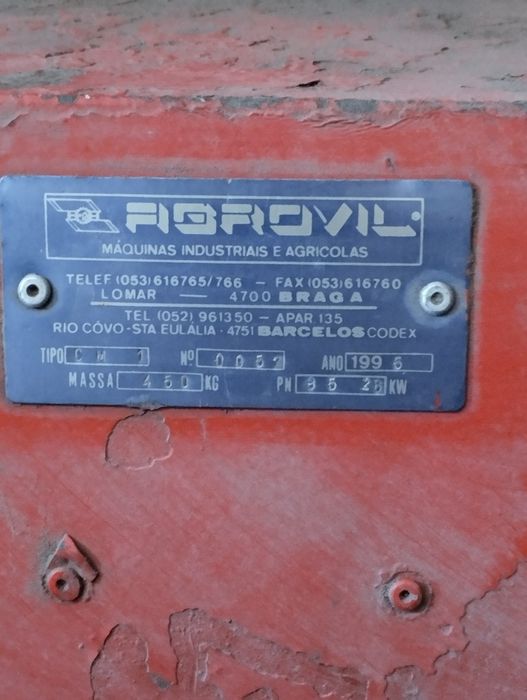 AGROVIL
MÁQUINAS INDUSTRIAIS E AGRICOLAS
TELEF (053) 616765/766 - FAX (053) 616760
LOMAR — 4700 BRAGA
TEL (052) 961350 - APAR 135
RIO CÔVO - STA EULÁLIA - 4751 BARCELOS CODEX
TIPO CM 1 Nº 0052 ANO 1996
MASSA 450 KG PN KW